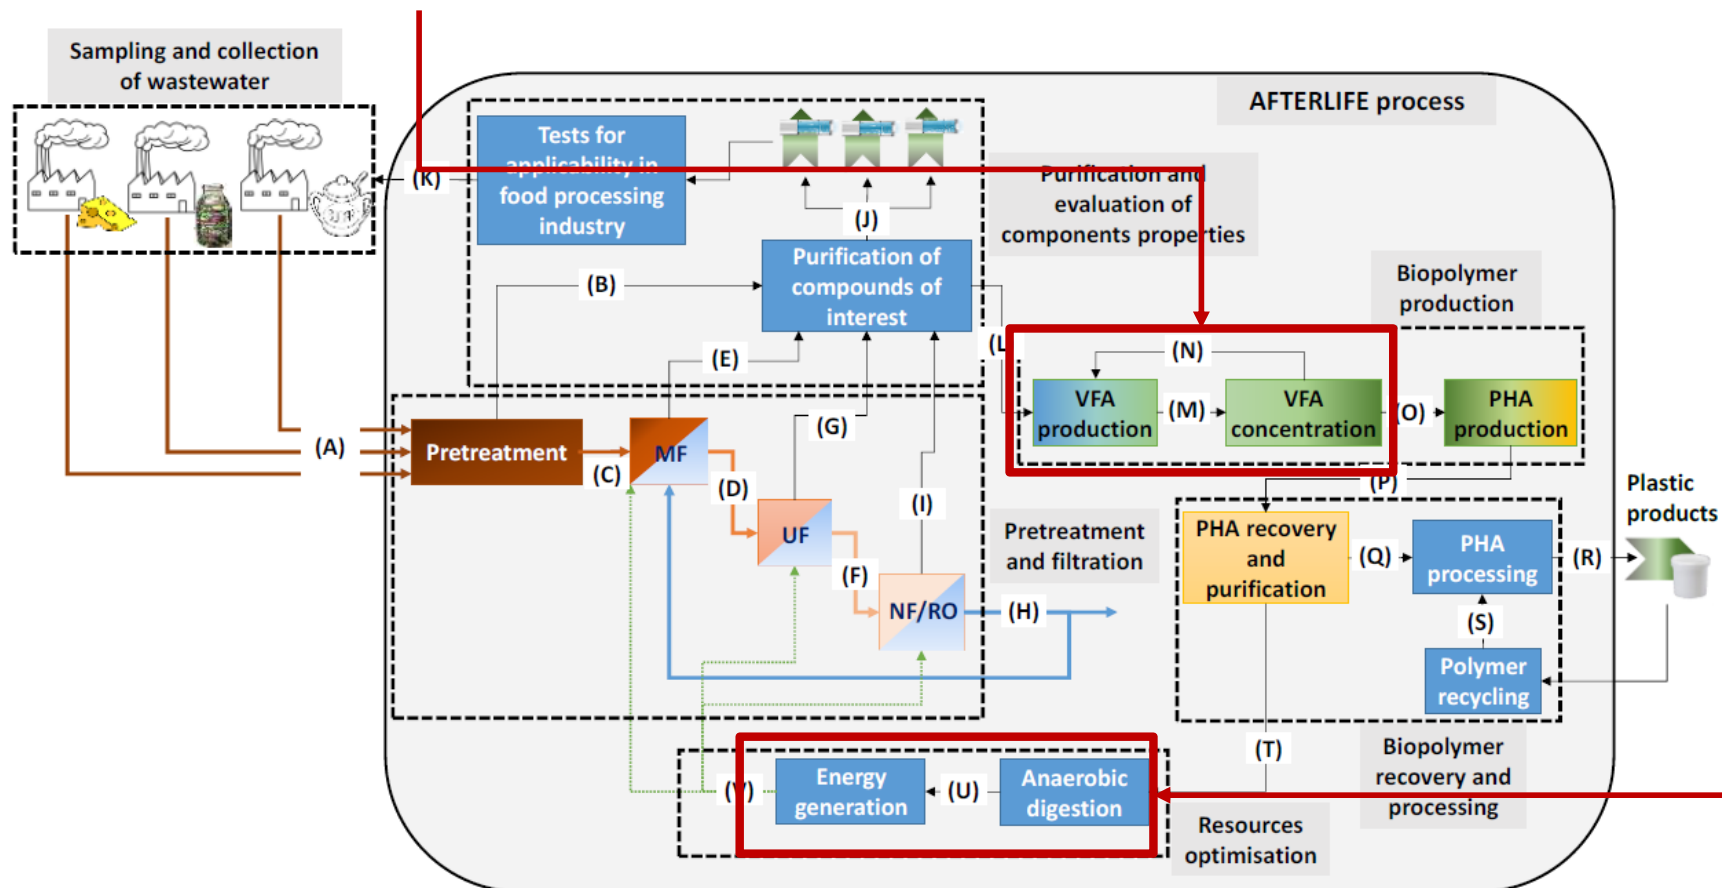 Sampling and collection
of wastewater
AFTERLIFE process
Tests for
applicability in
food processing
industry
(K)
Purification and
evaluation of
components properties
(J)
Purification of
compounds of
interest
(B)
(E)
(G)
(I)
(L
Biopolymer
production
(N)
VFA
production
(M)
VFA
concentration
(O)
PHA
production
(P)
(A)
Pretreatment
(C)
MF
(D)
UF
(F)
NF/RO
(H)
Pretreatment
and filtration
PHA recovery
and
purification
(Q)
PHA
processing
(R)
Plastic
products
(S)
Polymer
recycling
(T)
Biopolymer
recovery and
processing
(V)
Energy
generation
(U)
Anaerobic
digestion
Resources
optimisation